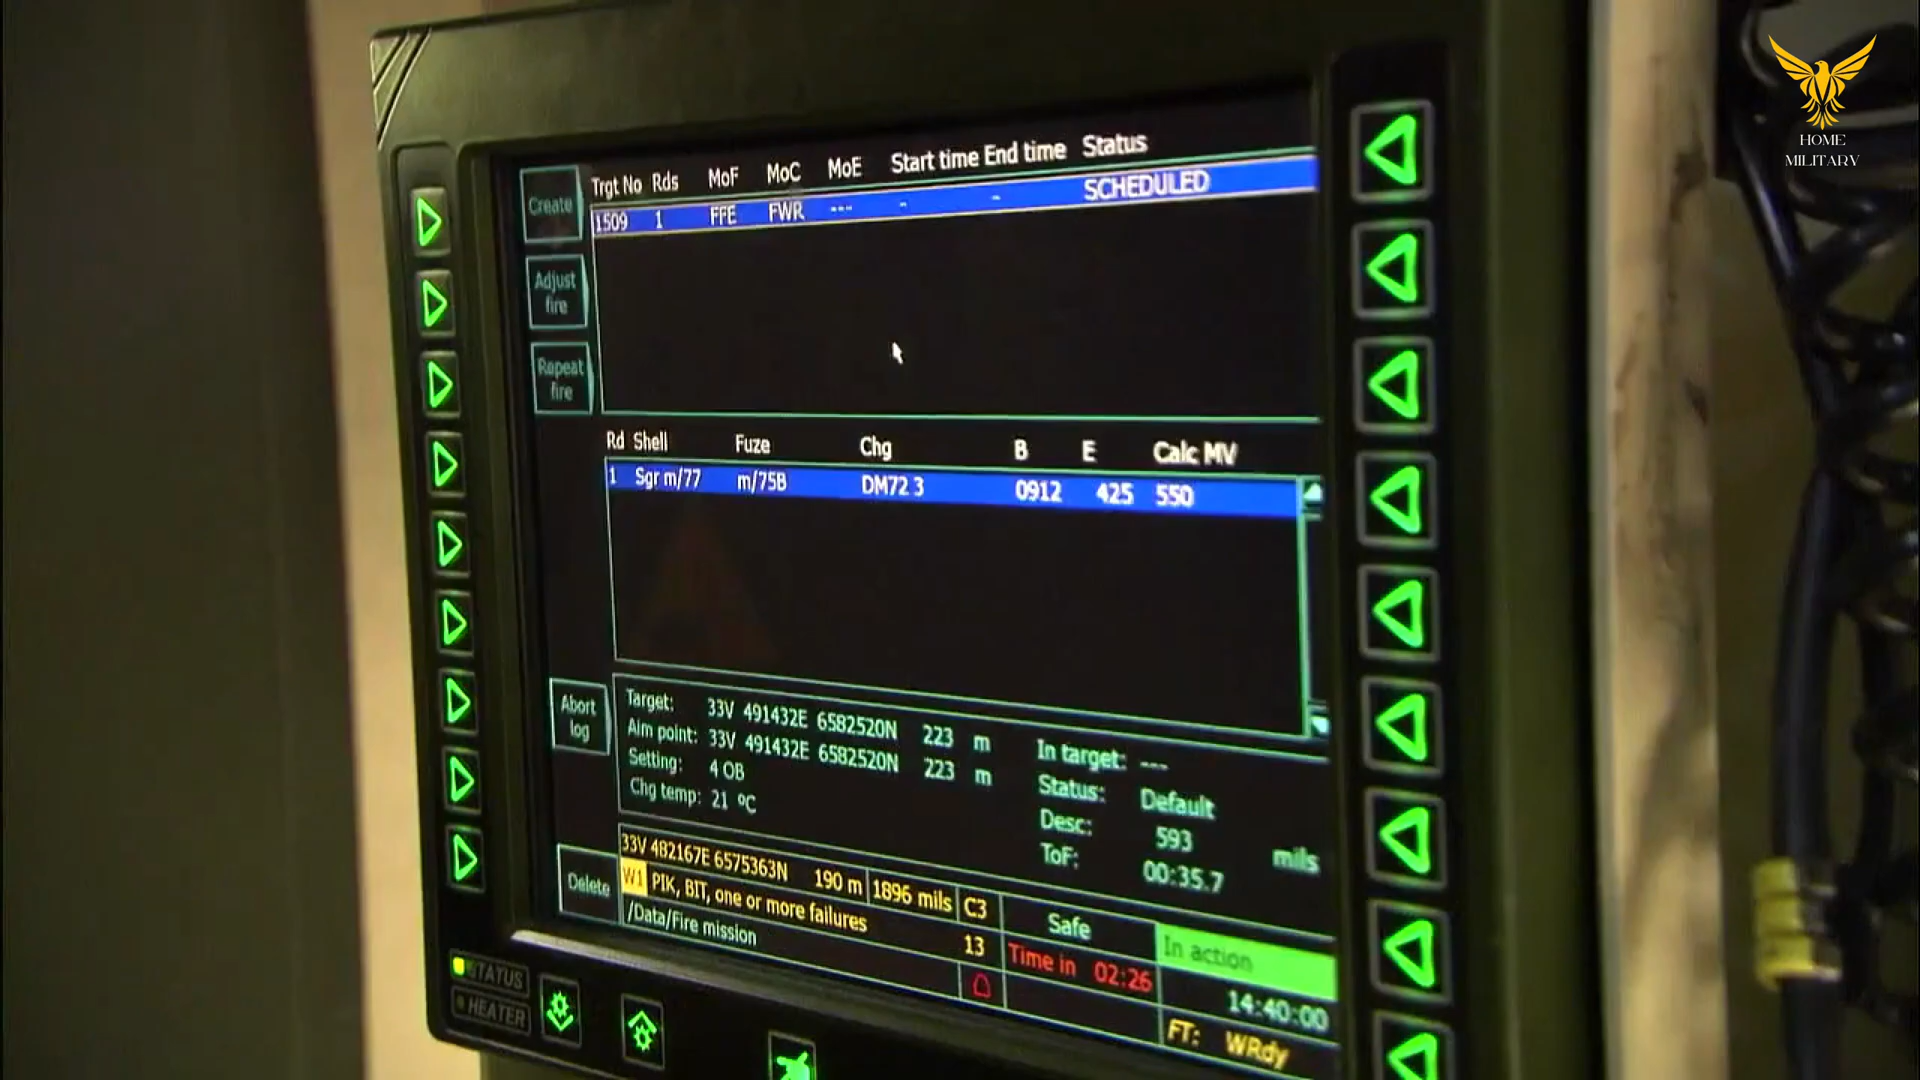 HOME
MILITARY
Create
Adjust
fire
Repeat
fire
Trgt No Rds MoF MoC MoE Start time End time Status
1509 1 FFE FWR --- - - SCHEDULED
Rd Shell Fuze Chg B E Calc MV
1 Sgr m/77 m/75B DM72 3 0912 425 550
Abort
log
Target: 33V 491432E 6582520N 223 m
Aim point: 33V 491432E 6582520N 223 m
Setting: 4 OB
Chg temp: 21 ºC
In target: ---
Status: Default
Desc: 593 mils
ToF: 00:35.7
Delete
33V 482167E 6575363N 190 m 1896 mils C3
W1 PIK, BIT, one or more failures 13
/Data/Fire mission
Safe
Time in 02:26
In action
14:40:00
FT: WRdy
STATUS
HEATER